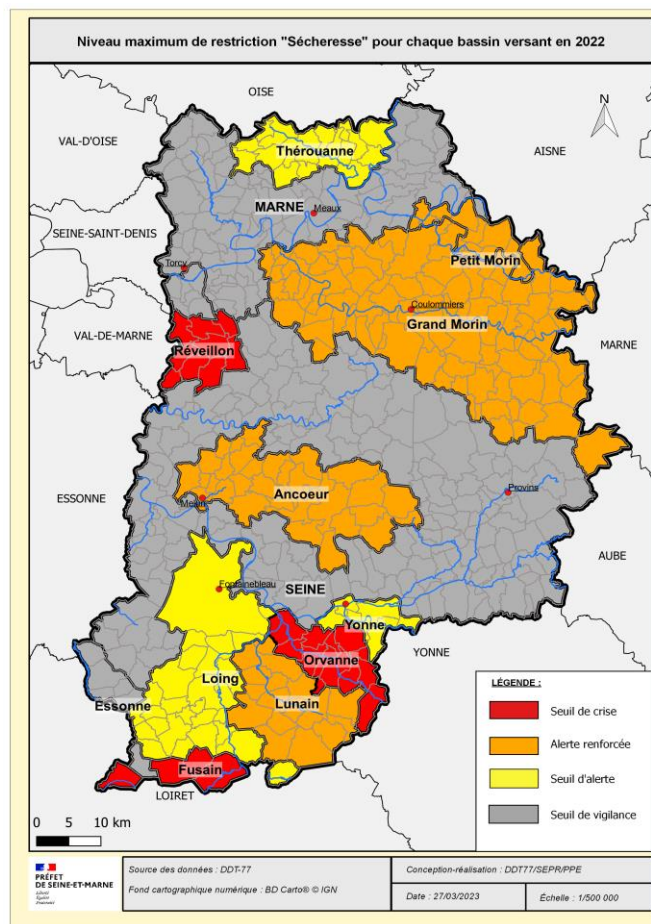 Niveau maximum de restriction "Sécheresse" pour chaque bassin versant en 2022
OISE
N
VAL-D'OISE
AISNE
Thérouanne
MARNE
Meaux
SEINE-SAINT-DENIS
Petit Morin
Torcy
Coulommiers
Grand Morin
VAL-DE-MARNE
Réveillon
MARNE
ESSONNE
Ancoeur
Provins
Melun
AUBE
Fontainebleau
SEINE
Yonne
YONNE
Orvanne
Loing
Essonne
Lunain
Fusain
LOIRET
0 5 10 km
LÉGENDE :
Seuil de crise
Alerte renforcée
Seuil d'alerte
Seuil de vigilance
PRÉFET
DE SEINE-ET-MARNE
Liberté
Égalité
Fraternité
Source des données : DDT-77
Fond cartographique numérique : BD Carto® © IGN
Conception-réalisation : DDT77/SEPR/PPE
Date : 27/03/2023
Échelle : 1/500 000